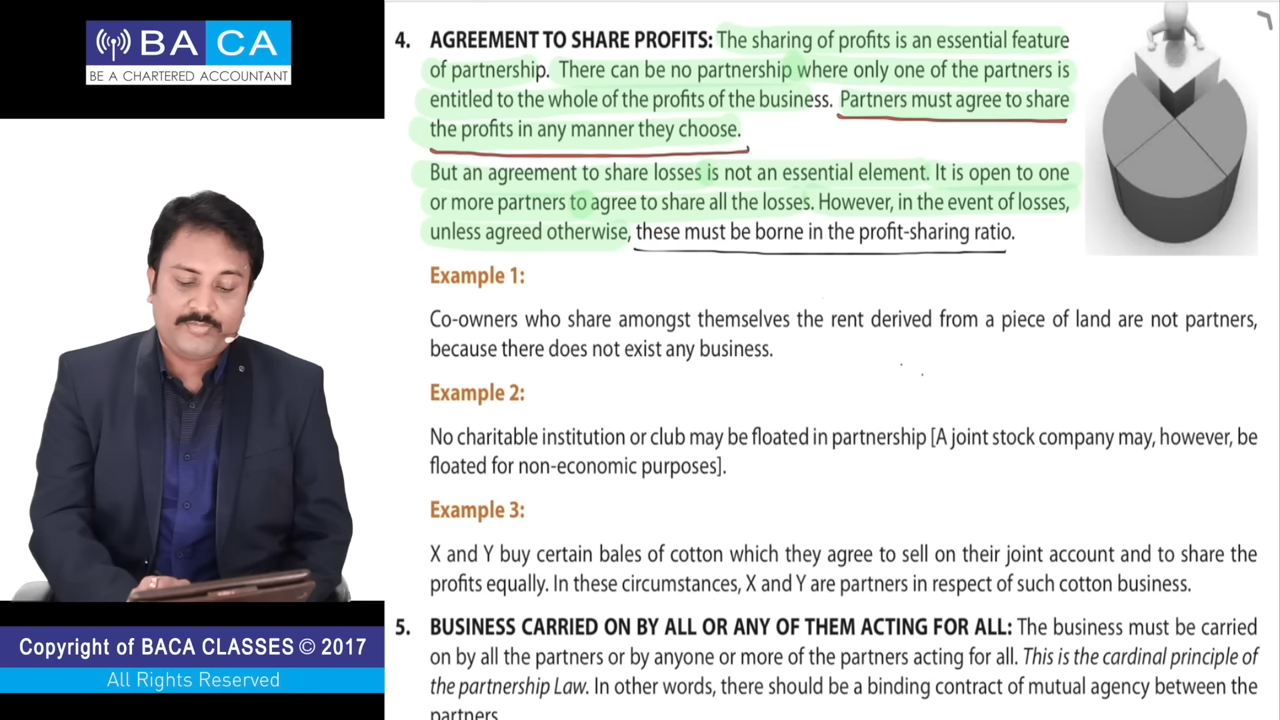 BA CA
BE A CHARTERED ACCOUNTANT
4. AGREEMENT TO SHARE PROFITS: The sharing of profits is an essential feature
of partnership. There can be no partnership where only one of the partners is
entitled to the whole of the profits of the business. Partners must agree to share
the profits in any manner they choose.
But an agreement to share losses is not an essential element. It is open to one
or more partners to agree to share all the losses. However, in the event of losses,
unless agreed otherwise, these must be borne in the profit-sharing ratio.
Example 1:
Co-owners who share amongst themselves the rent derived from a piece of land are not partners,
because there does not exist any business.
Example 2:
No charitable institution or club may be floated in partnership [A joint stock company may, however, be
floated for non-economic purposes].
Example 3:
X and Y buy certain bales of cotton which they agree to sell on their joint account and to share the
profits equally. In these circumstances, X and Y are partners in respect of such cotton business.
5. BUSINESS CARRIED ON BY ALL OR ANY OF THEM ACTING FOR ALL: The business must be carried
on by all the partners or by anyone or more of the partners acting for all. This is the cardinal principle of
the partnership Law. In other words, there should be a binding contract of mutual agency between the
partners.
Copyright of BACA CLASSES © 2017
All Rights Reserved